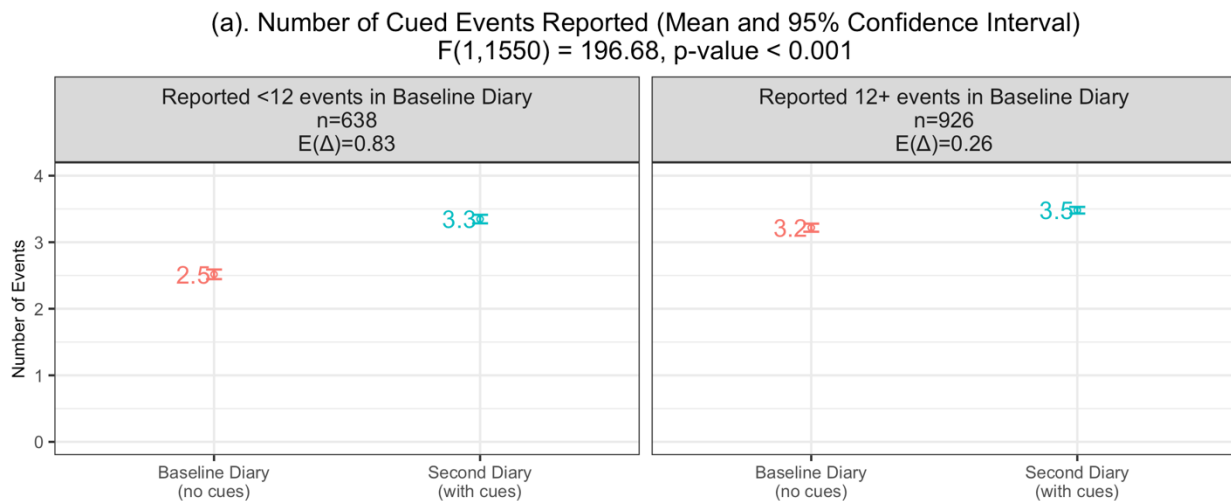 (a). Number of Cued Events Reported (Mean and 95% Confidence Interval)
F(1,1550) = 196.68, p-value < 0.001
Reported <12 events in Baseline Diary
n=638
E(Δ)=0.83
Reported 12+ events in Baseline Diary
n=926
E(Δ)=0.26
Number of Events
4
3
2
1
0
2.5
3.3
3.2
3.5
Baseline Diary
(no cues)
Second Diary
(with cues)
Baseline Diary
(no cues)
Second Diary
(with cues)